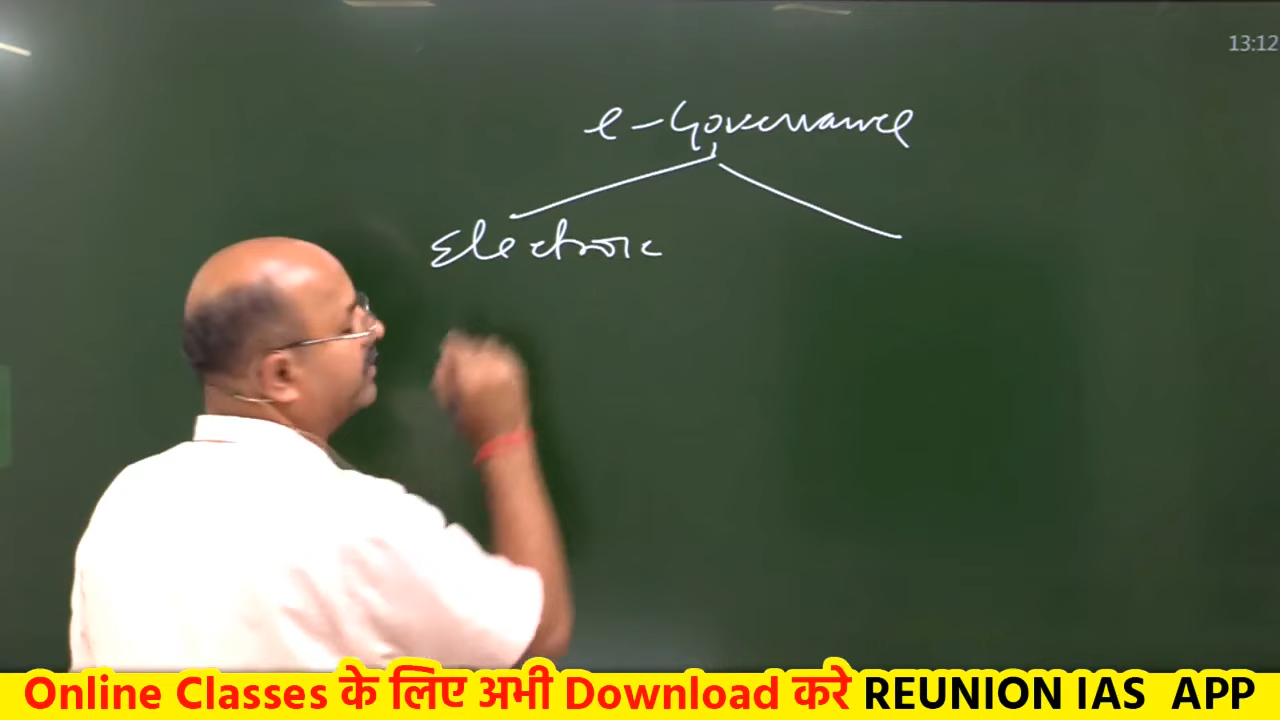 13:12
e-Governance
Electronic
Online Classes के लिए अभी Download करे REUNION IAS APP